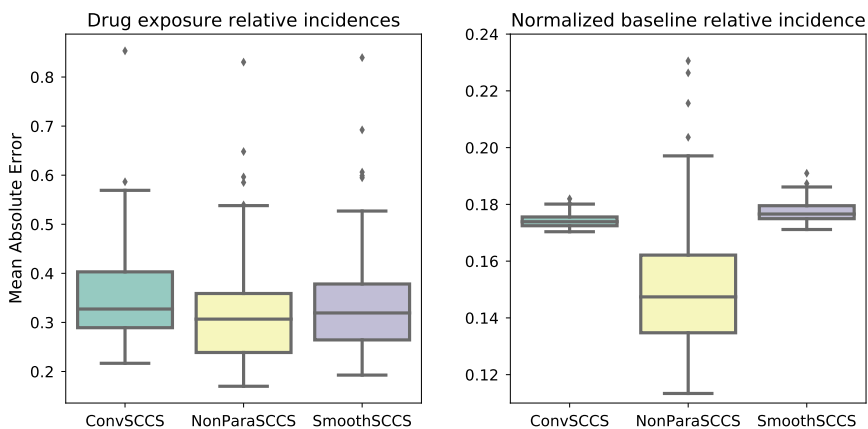 Drug exposure relative incidences
Mean Absolute Error
0.8
0.7
0.6
0.5
0.4
0.3
0.2
ConvSCCS NonParaSCCS SmoothSCCS
Normalized baseline relative incidence
0.24
0.22
0.20
0.18
0.16
0.14
0.12
ConvSCCS NonParaSCCS SmoothSCCS